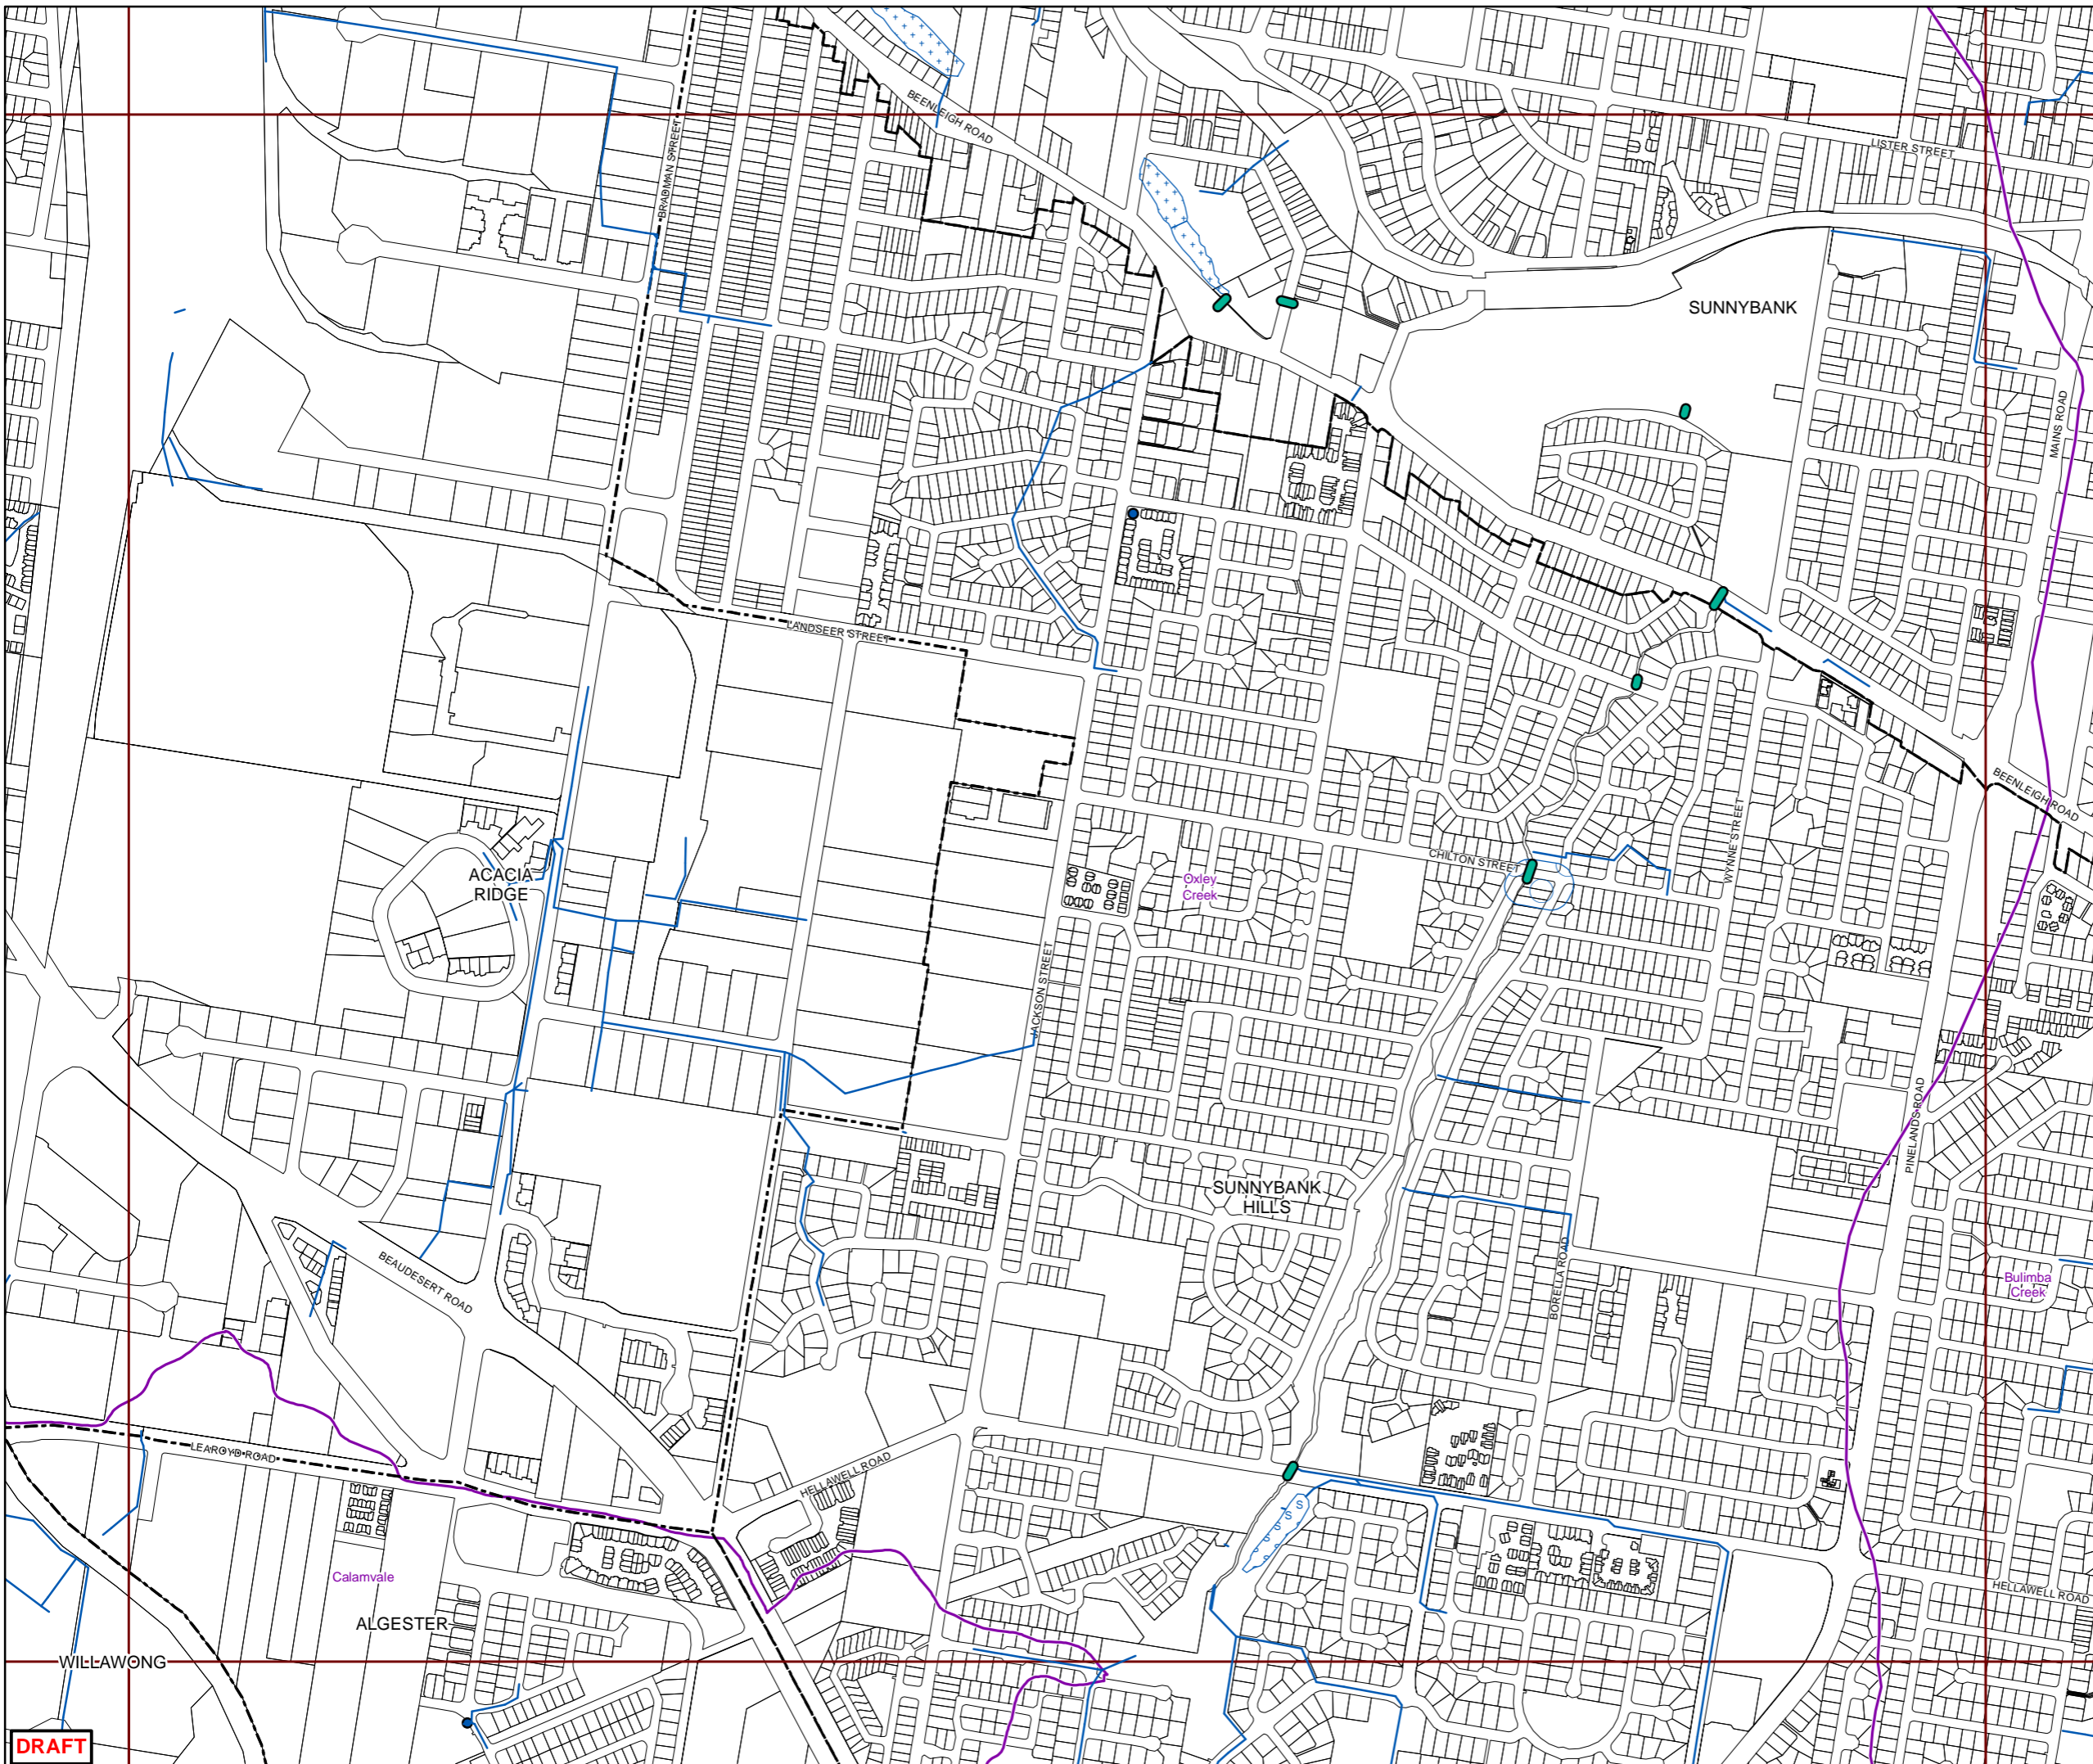 BEENLEIGH ROAD
LISTER STREET
BRADMAN STREET
SUNNYBANK
MAINS ROAD
LANDSEER STREET
BEENLEIGH ROAD
WYNNE STREET
CHILTON STREET
ACACIA
RIDGE
Oxley
Creek
JACKSON STREET
PINELANDS ROAD
SUNNYBANK
HILLS
BORELLA ROAD
BEAUDESERT ROAD
Bulimba
Creek
LEAROYD ROAD
HELLAWELL ROAD
S
S
S
S
Calamvale
HELLAWELL ROAD
ALGESTER
WILLAWONG
DRAFT